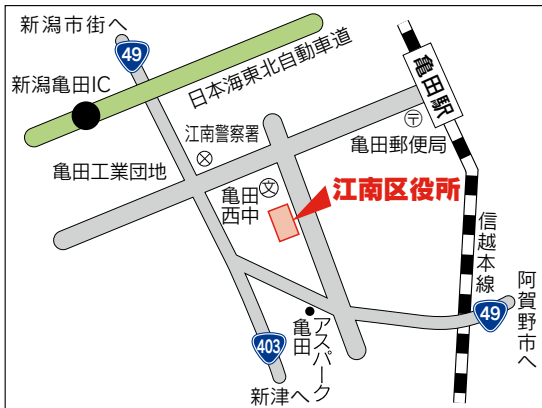 新潟市街へ
49
新潟亀田IC
日本海東北自動車道
亀田駅
江南警察署
〒
亀田郵便局
亀田工業団地
亀田
西中
文
江南区役所
信越本線
阿賀野市へ
49
亀田
アスパーク
403
新津へ